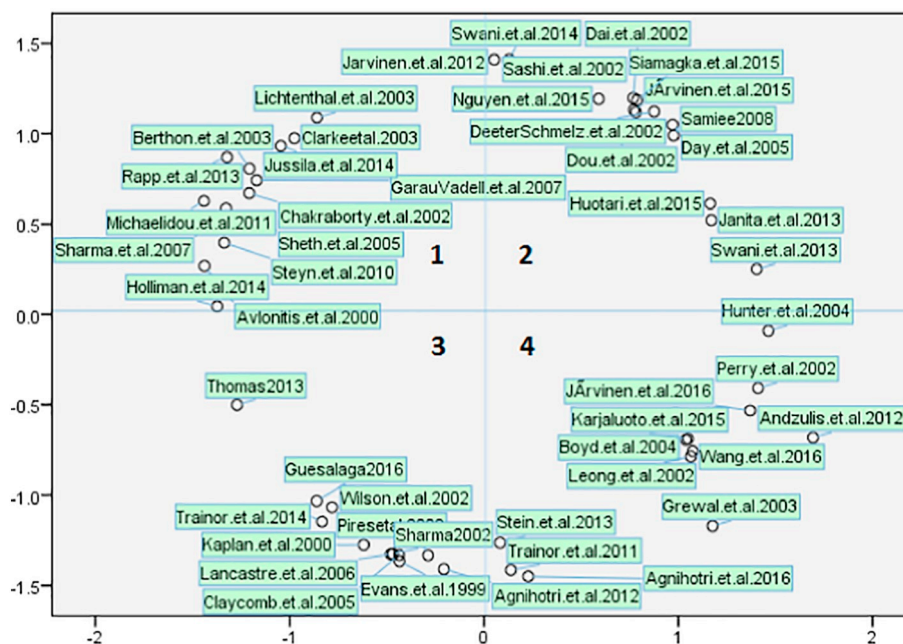 Swani.et.al.2014
Dai.et.al.2002
1.5
Jarvinen.et.al.2012
Sashi.et.al.2002
Siamagka.et.al.2015
Lichtenthal.et.al.2003
Nguyen.et.al.2015
JÃrvinen.et.al.2015
1.0
Berthon.et.al.2003
Clarkeetal.2003
DeeterSchmelz.et.al.2002
Samiee2008
Rapp.et.al.2013
Jussila.et.al.2014
Dou.et.al.2002
Day.et.al.2005
GarauVadell.et.al.2007
Michaelidou.et.al.2011
Chakraborty.et.al.2002
Huotari.et.al.2015
Janita.et.al.2013
0.5
Sharma.et.al.2007
Sheth.et.al.2005
1
2
Swani.et.al.2013
Steyn.et.al.2010
Holliman.et.al.2014
Avlonitis.et.al.2000
Hunter.et.al.2004
0.0
3
4
Thomas2013
Perry.et.al.2002
JÃrvinen.et.al.2016
-0.5
Karjaluoto.et.al.2015
Andzulis.et.al.2012
Boyd.et.al.2004
Wang.et.al.2016
Guesalaga2016
Leong.et.al.2002
-1.0
Wilson.et.al.2002
Grewal.et.al.2003
Trainor.et.al.2014
Piresetal.
Stein.et.al.2013
Kaplan.et.al.2000
Sharma2002
Trainor.et.al.2011
Lancastre.et.al.2006
Agnihotri.et.al.2016
-1.5
Evans.et.al.1999
Agnihotri.et.al.2012
Claycomb.et.al.2005
-2
-1
0
1
2